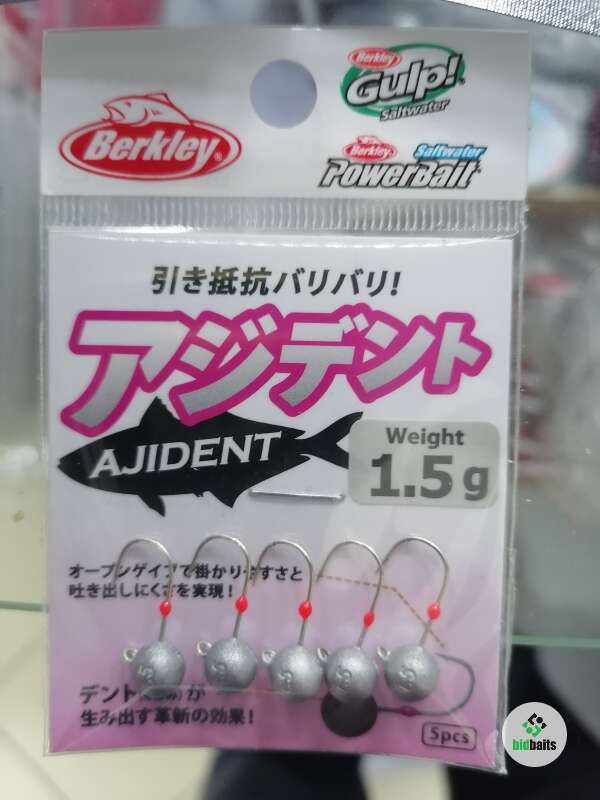 Berkley
Berkley
Gulp!
Saltwater
Berkley Saltwater
PowerBait
引き抵抗バリバリ!
アジデント
AJIDENT
Weight
1.5g
オープンゲイプで掛かりやすさと
吐き出しにくさを実現!
デント
が
生み出す革新の効果!
5pcs
bidbaits